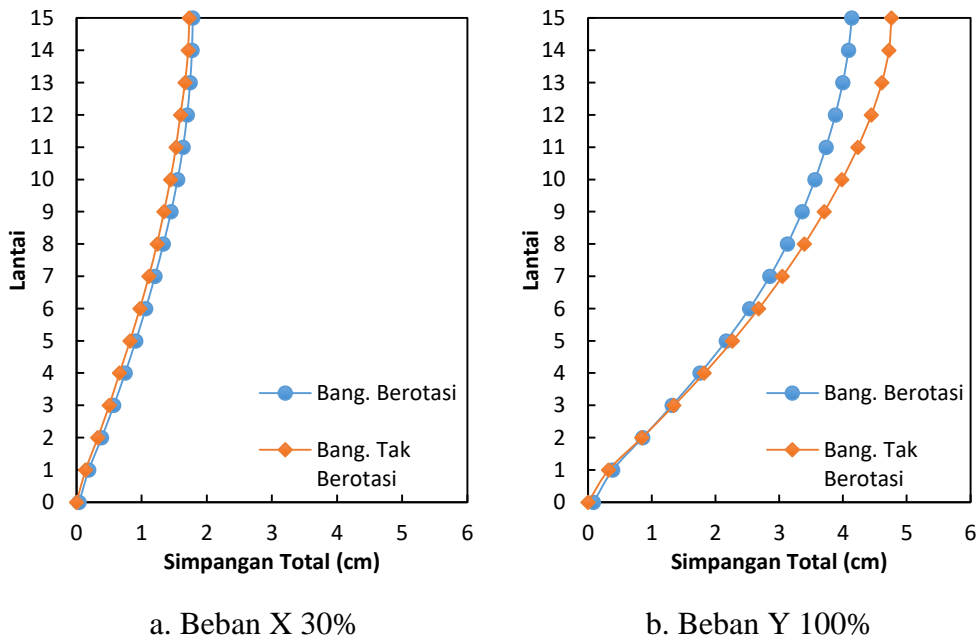 15
14
13
12
11
10
9
8
7
6
5
4
3
2
1
0
Lantai
Bang. Berotasi
Bang. Tak
Berotasi
0 1 2 3 4 5 6
Simpangan Total (cm)
a. Beban X 30%
15
14
13
12
11
10
9
8
7
6
5
4
3
2
1
0
Lantai
Bang. Berotasi
Bang. Tak
Berotasi
0 1 2 3 4 5 6
Simpangan Total (cm)
b. Beban Y 100%